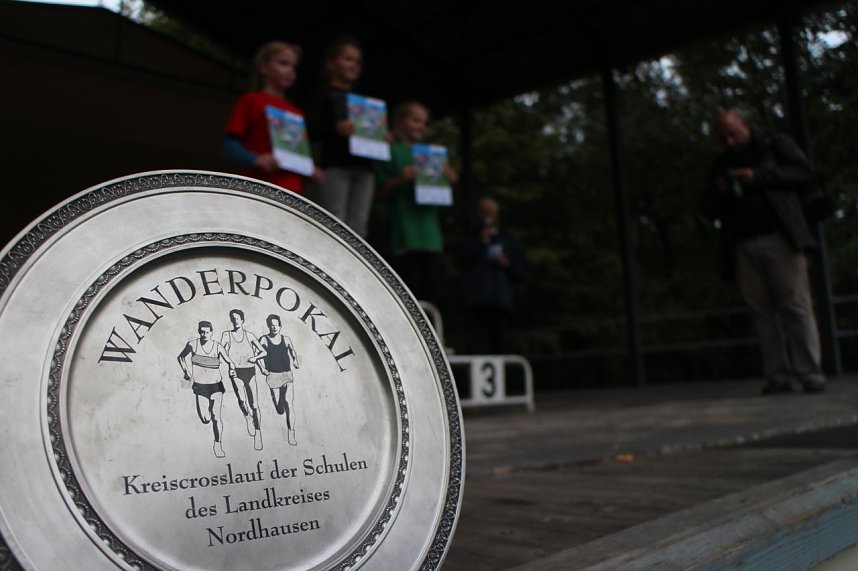 WANDERPOKAL
Kreiscrosslauf der Schulen
des Landkreises
Nordhausen
3